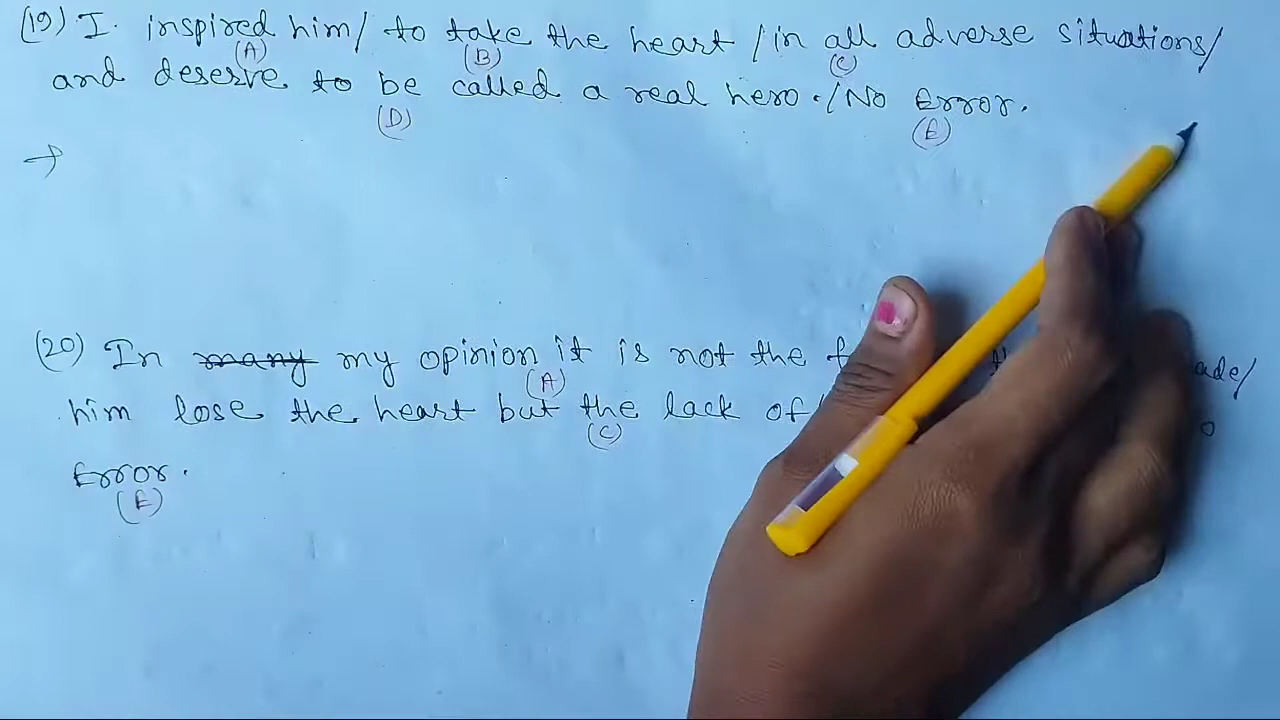 (19) I inspired him/ to take the heart /in all adverse situations/
(A) (B) (C)
and deserve to be called a real hero./No Error.
(D) (E)
→
(20) In many my opinion it is not the
(A)
him lose the heart but the lack of/
(C)
Error.
(E)